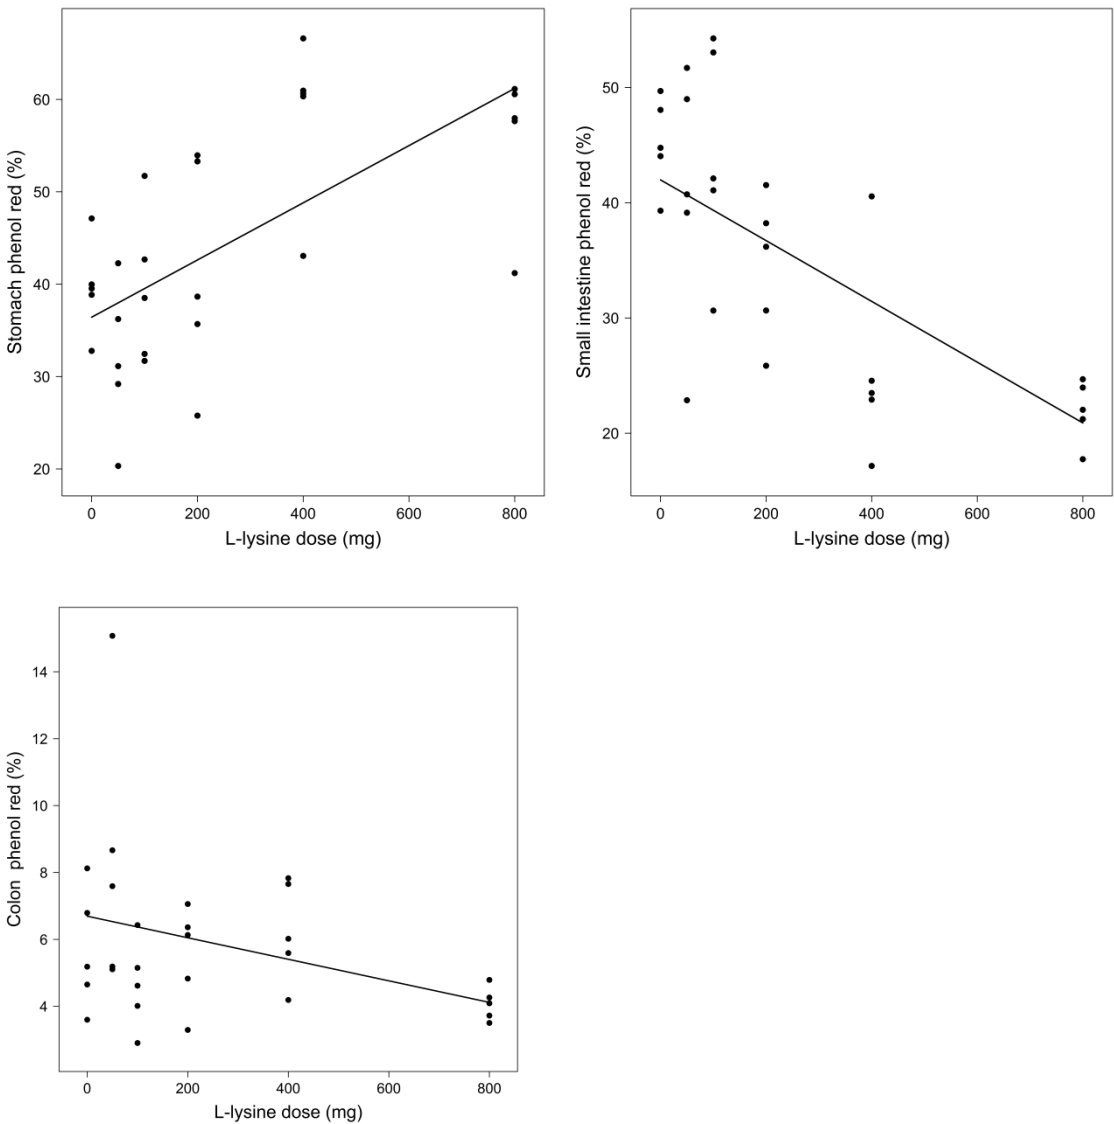 Stomach phenol red (%)
60
50
40
30
20
0 200 400 600 800
L-lysine dose (mg)
Small intestine phenol red (%)
50
40
30
20
0 200 400 600 800
L-lysine dose (mg)
Colon phenol red (%)
14
12
10
8
6
4
0 200 400 600 800
L-lysine dose (mg)